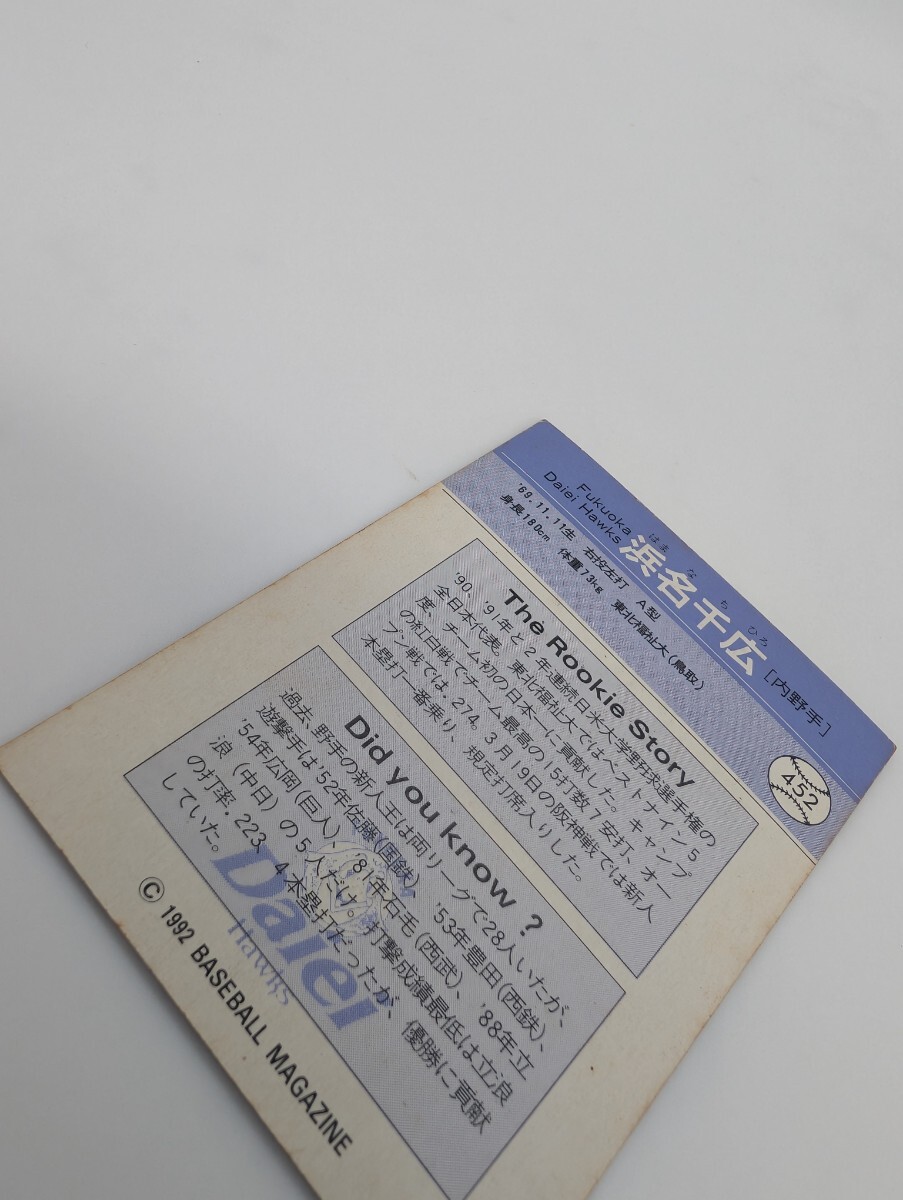 Fukuoka
Daiei Hawks
はま な ち ひろ
浜名千広 [内野手]
'69.11.11生 右投左打 A型
身長180cm 体重73kg 東北福祉大(鳥取)
452
The Rookie Story
'90、'91年と2年連続日米大学野球選手権の
全日本代表。東北福祉大ではベストナイン5
度、チーム初の日本一に貢献した。キャンプ
の紅白戦でチーム最高の15打数7安打、オー
プン戦では.274。3月19日の阪神戦では新人
本塁打一番乗り、規定打席入りした。
Did you know ?
過去、野手の新人王は両リーグで28人いたが、
遊撃手は'52年佐藤(国鉄)、'53年豊田(西鉄)、
'54年広岡(巨人)、'81年石毛(西武)、'88年立
浪(中日)の5人だけ。打撃成績最低は立浪
の打率.223、4本塁打だったが、優勝に貢献
していた。
Daiei
Hawks
© 1992 BASEBALL MAGAZINE